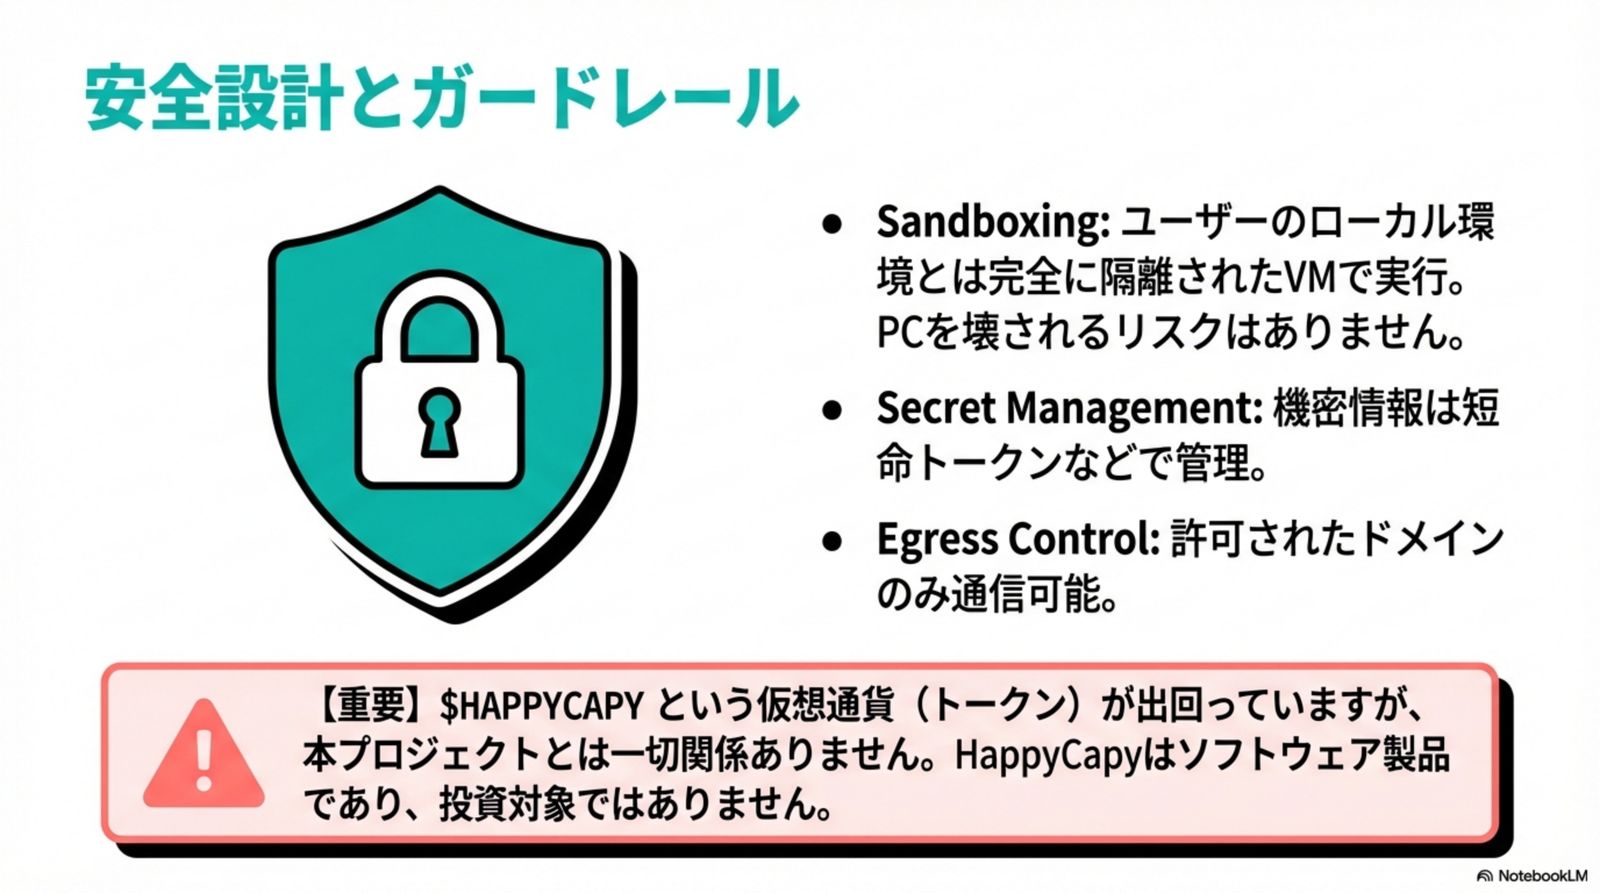 安全設計とガードレール
● Sandboxing: ユーザーのローカル環
境とは完全に隔離されたVMで実行。
PCを壊されるリスクはありません。
● Secret Management: 機密情報は短
命トークンなどで管理。
● Egress Control: 許可されたドメイン
のみ通信可能。
【重要】$HAPPYCAPY という仮想通貨（トークン）が出回っていますが、
本プロジェクトとは一切関係ありません。HappyCapyはソフトウェア製品
であり、投資対象ではありません。
NotebookLM